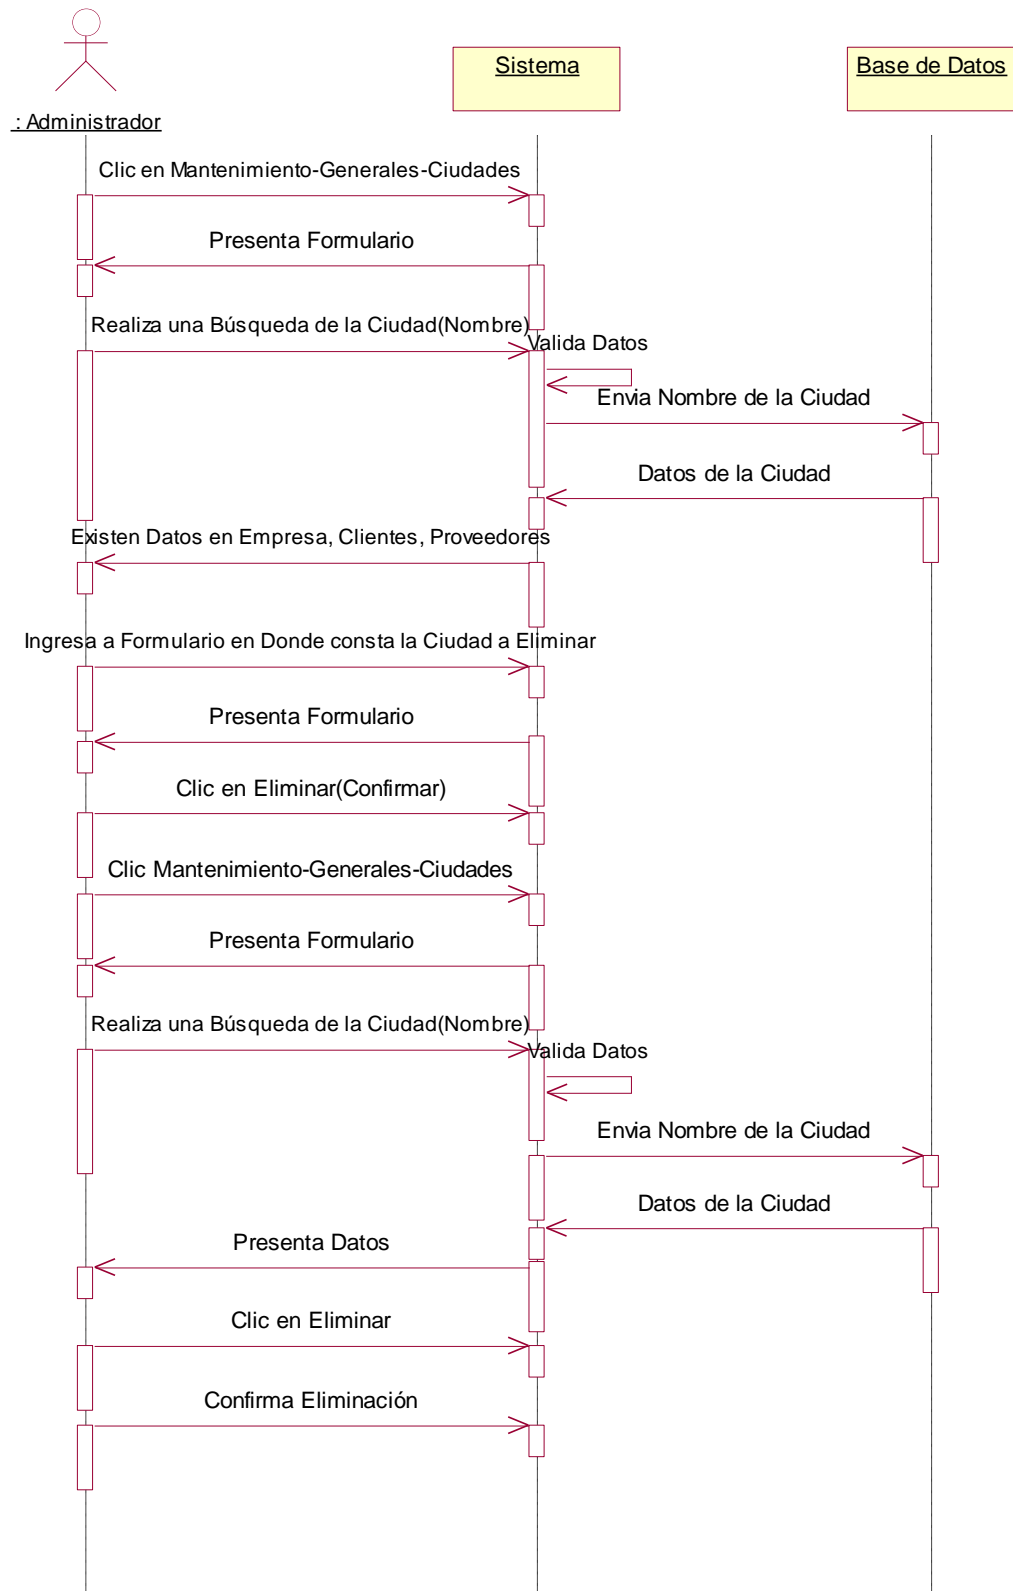 Sistema
Base de Datos
: Administrador
Clic en Mantenimiento-Generales-Ciudades
Presenta Formulario
Realiza una Búsqueda de la Ciudad(Nombre)
Valida Datos
Envia Nombre de la Ciudad
Datos de la Ciudad
Existen Datos en Empresa, Clientes, Proveedores
Ingresa a Formulario en Donde consta la Ciudad a Eliminar
Presenta Formulario
Clic en Eliminar(Confirmar)
Clic Mantenimiento-Generales-Ciudades
Presenta Formulario
Realiza una Búsqueda de la Ciudad(Nombre)
Valida Datos
Envia Nombre de la Ciudad
Datos de la Ciudad
Presenta Datos
Clic en Eliminar
Confirma Eliminación